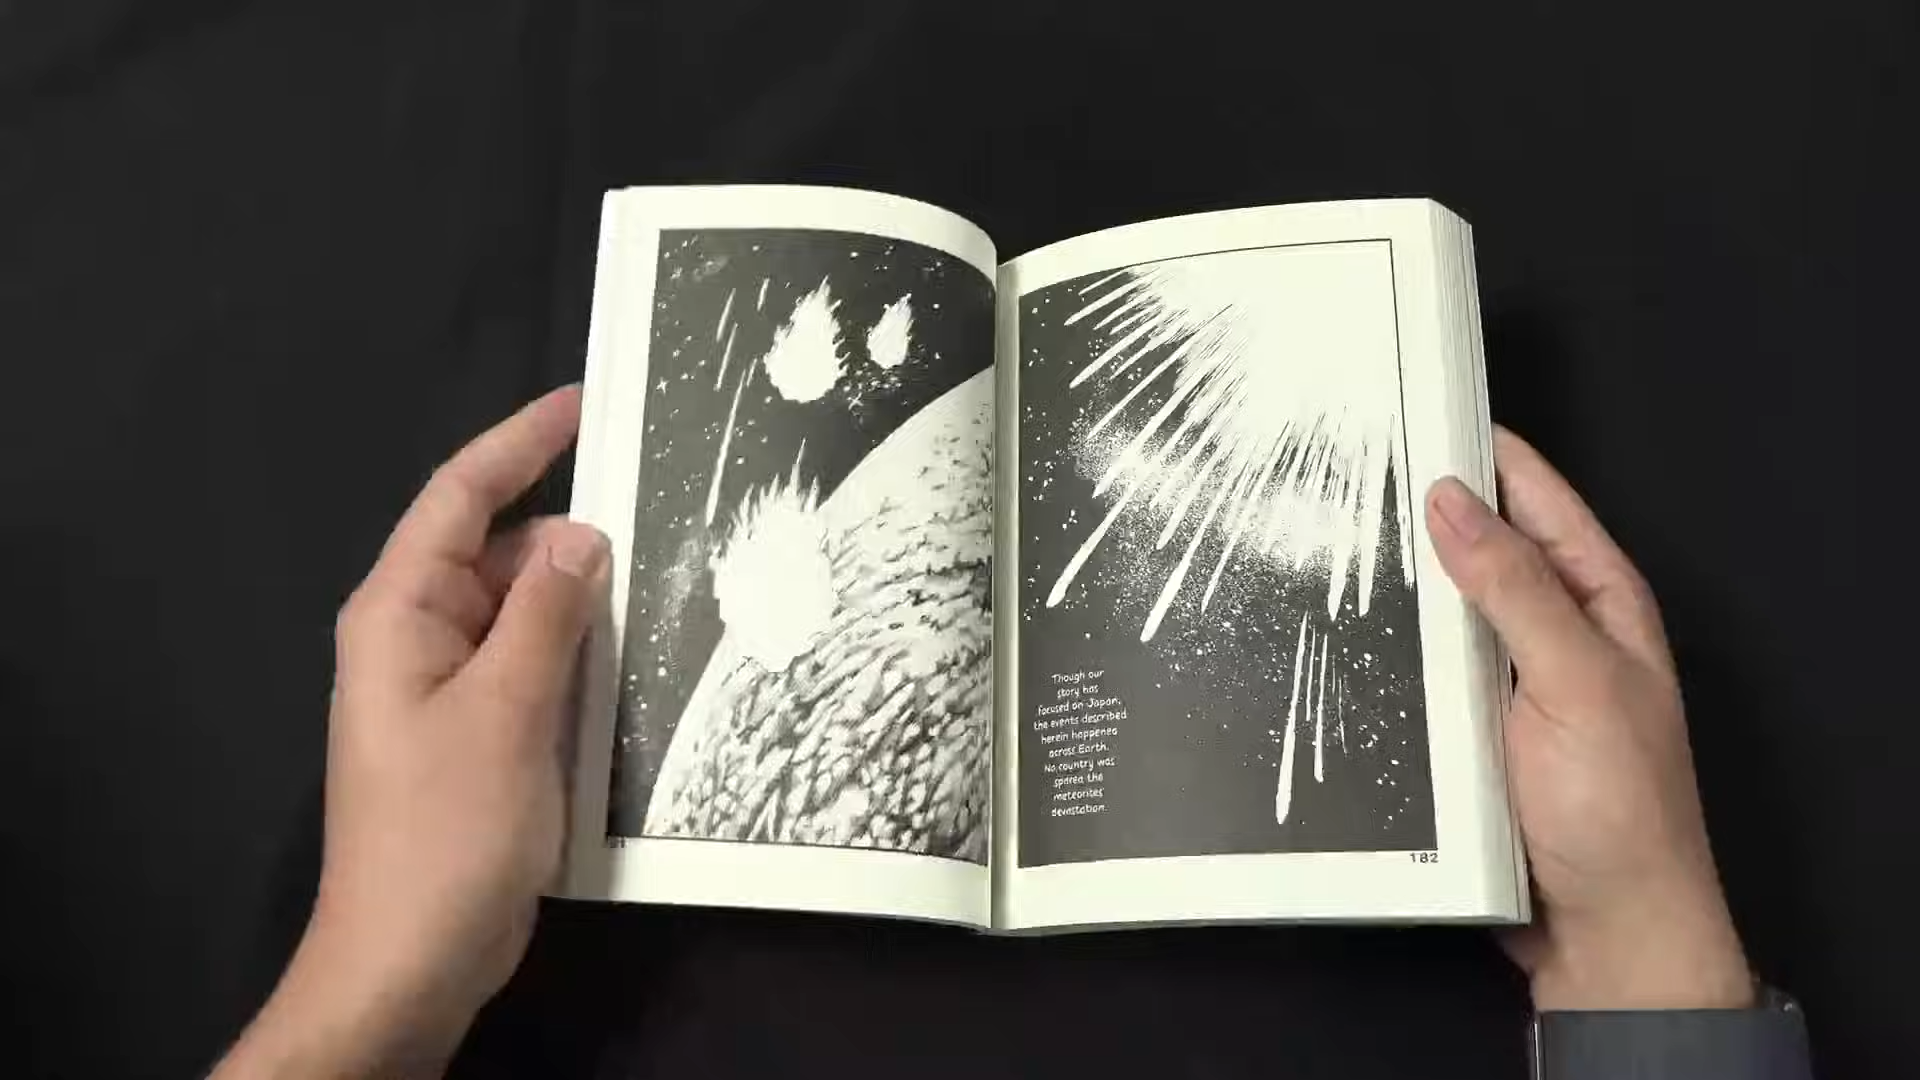 Though our
story has
focused on Japan,
the events described
herein happened
across Earth.
No country was
spared the
meteorites'
devastation.
182